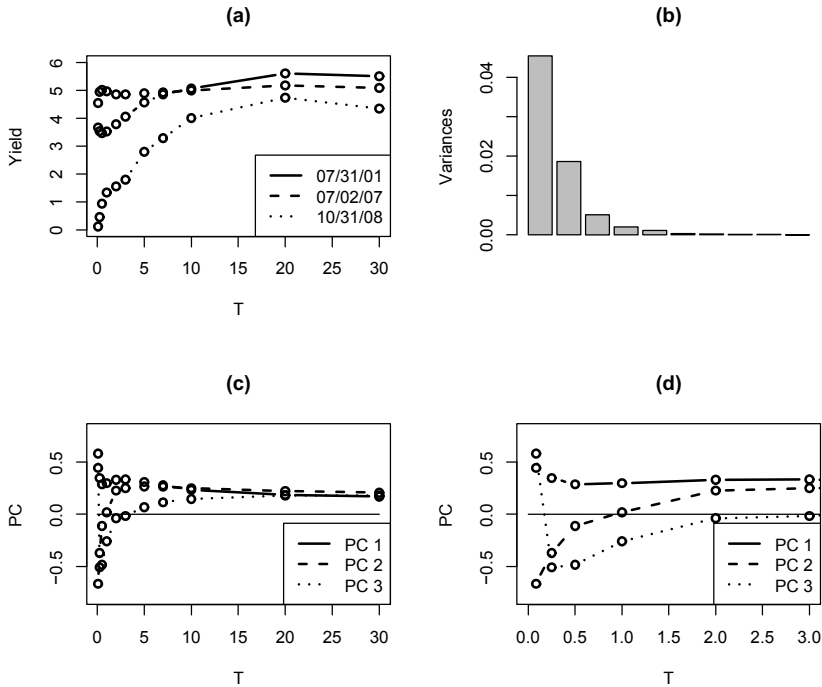 (a)
Yield
0 1 2 3 4 5 6
0 5 10 15 20 25 30
T
07/31/01
07/02/07
10/31/08
(b)
Variances
0.00 0.02 0.04
(c)
PC
−0.5 0.0 0.5
0 5 10 15 20 25 30
T
PC 1
PC 2
PC 3
(d)
PC
−0.5 0.0 0.5
0.0 0.5 1.0 1.5 2.0 2.5 3.0
T
PC 1
PC 2
PC 3